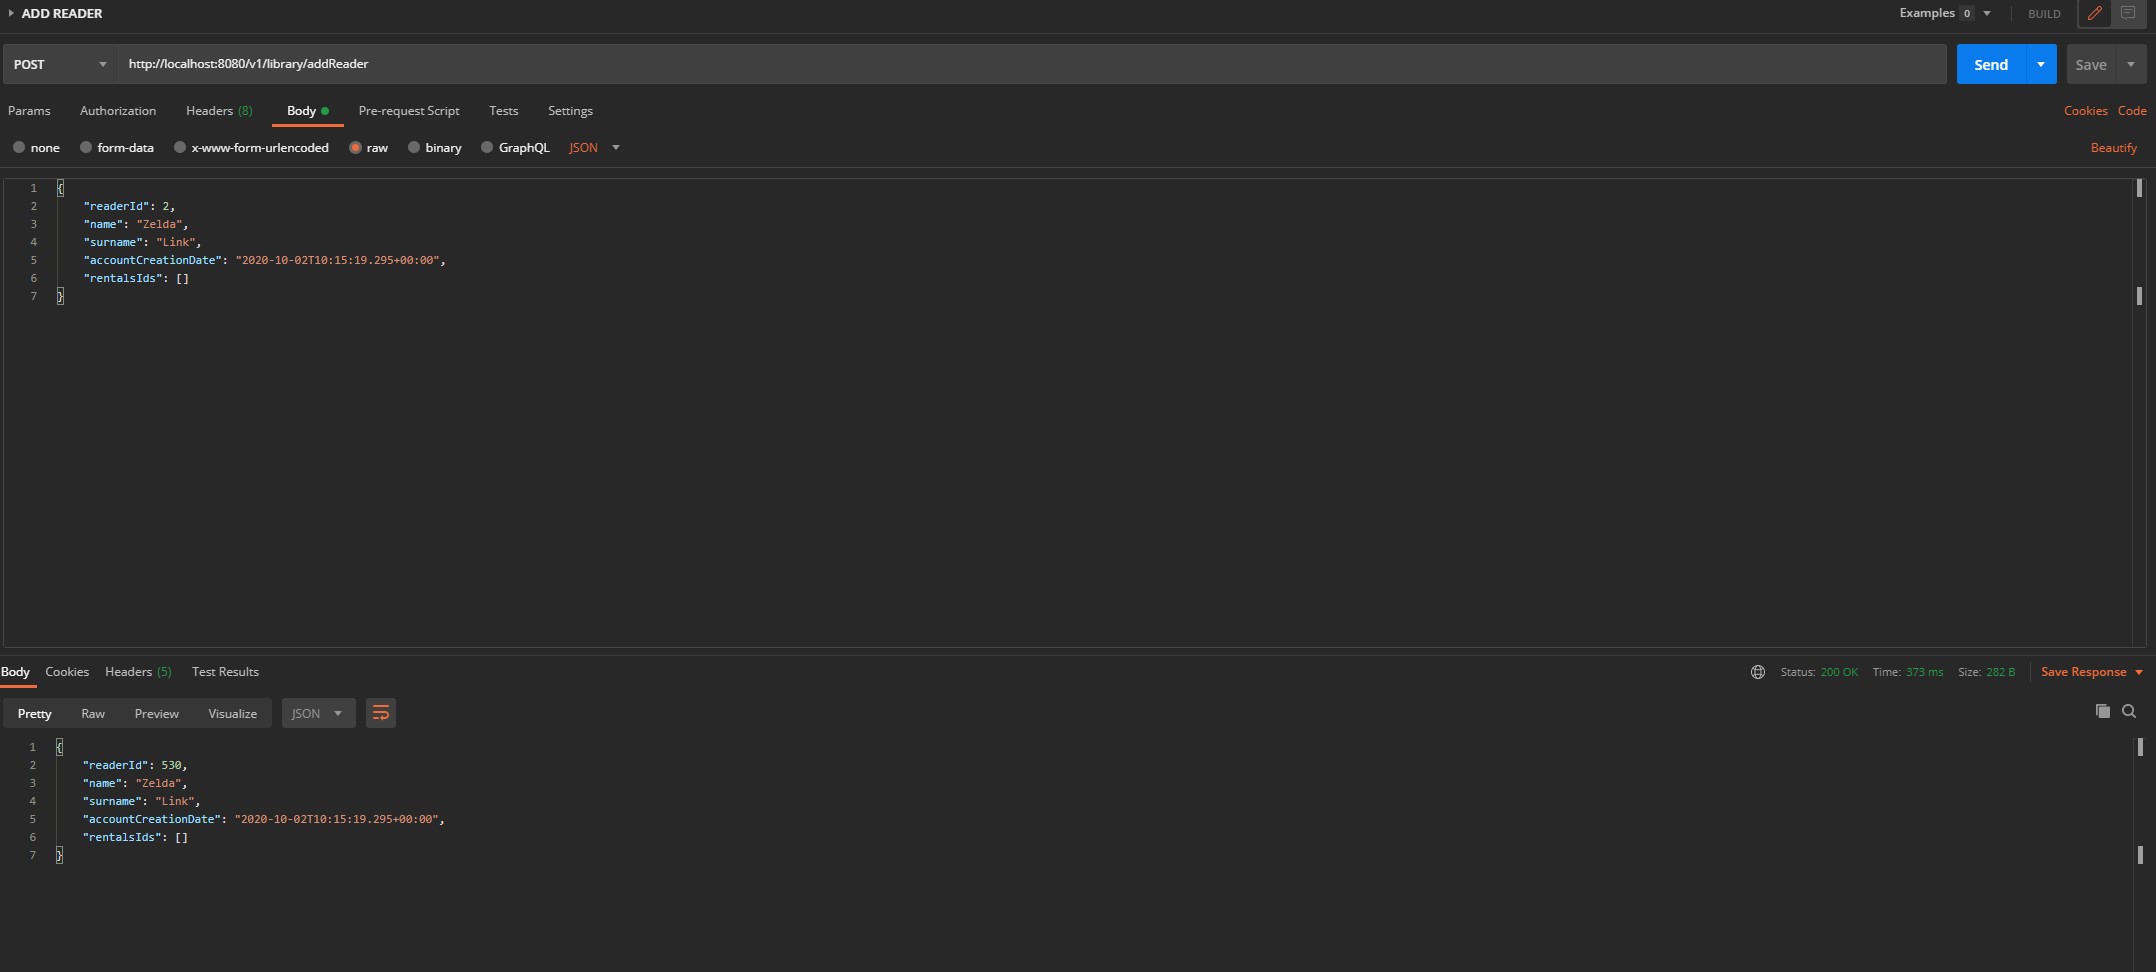 ADD READER Examples 0 BUILD
POST http://localhost:8080/v1/library/addReader Send Save
Params Authorization Headers (8) Body Pre-request Script Tests Settings Cookies Code
none form-data x-www-form-urlencoded raw binary GraphQL JSON Beautify
1 {
2 "readerId": 2,
3 "name": "Zelda",
4 "surname": "Link",
5 "accountCreationDate": "2020-10-02T10:15:19.295+00:00",
6 "rentalsIds": []
7 }
Body Cookies Headers (5) Test Results Status: 200 OK Time: 373 ms Size: 282 B Save Response
Pretty Raw Preview Visualize JSON
1 {
2 "readerId": 530,
3 "name": "Zelda",
4 "surname": "Link",
5 "accountCreationDate": "2020-10-02T10:15:19.295+00:00",
6 "rentalsIds": []
7 }